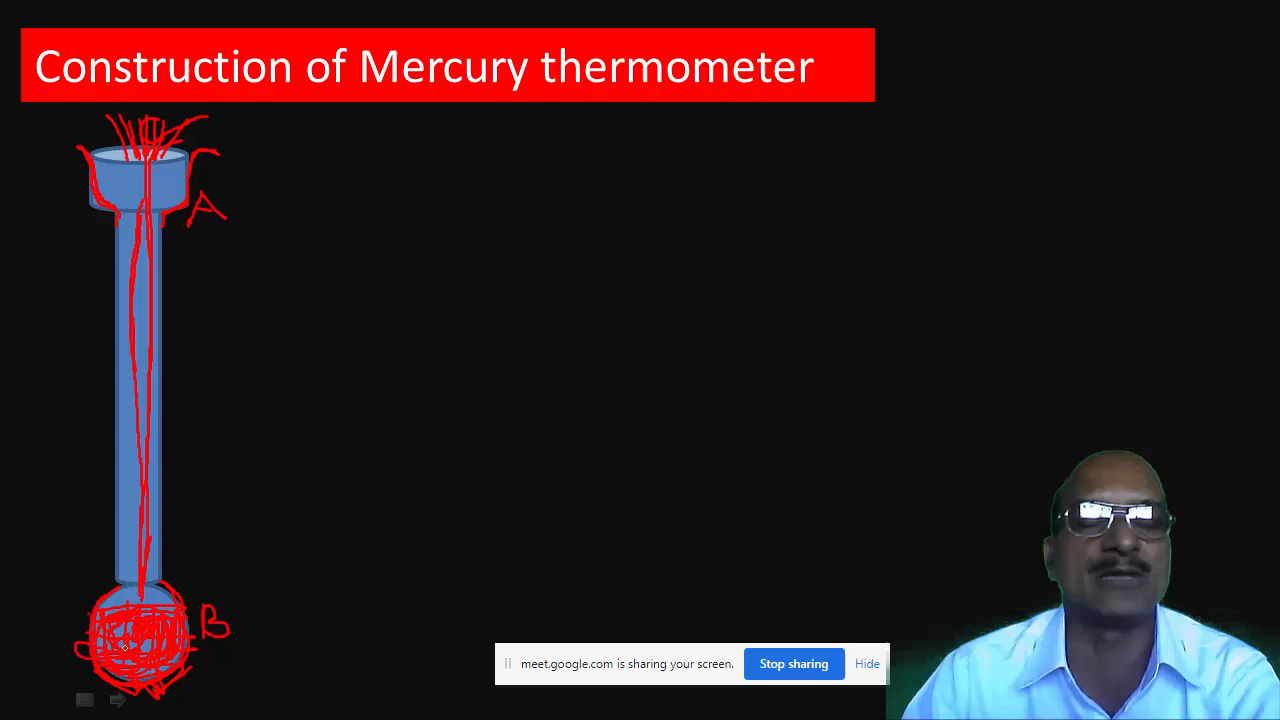 Construction of Mercury thermometer
A
B
meet.google.com is sharing your screen.
Stop sharing
Hide